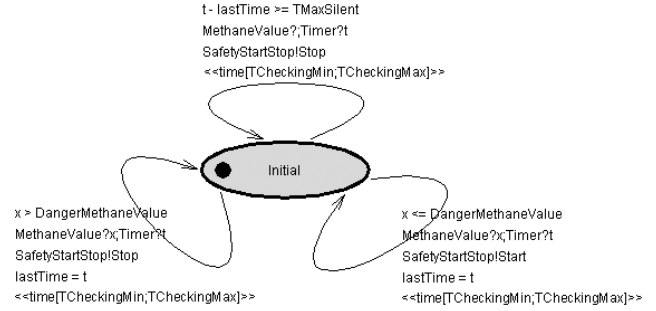 t - lastTime >= TMaxSilent
MethaneValue?;Timer?t
SafetyStartStop!Stop
<<time[TCheckingMin;TCheckingMax]>>
Initial
x > DangerMethaneValue
MethaneValue?x;Timer?t
SafetyStartStop!Stop
lastTime = t
<<time[TCheckingMin;TCheckingMax]>>
x <= DangerMethaneValue
MethaneValue?x;Timer?t
SafetyStartStop!Start
lastTime = t
<<time[TCheckingMin;TCheckingMax]>>